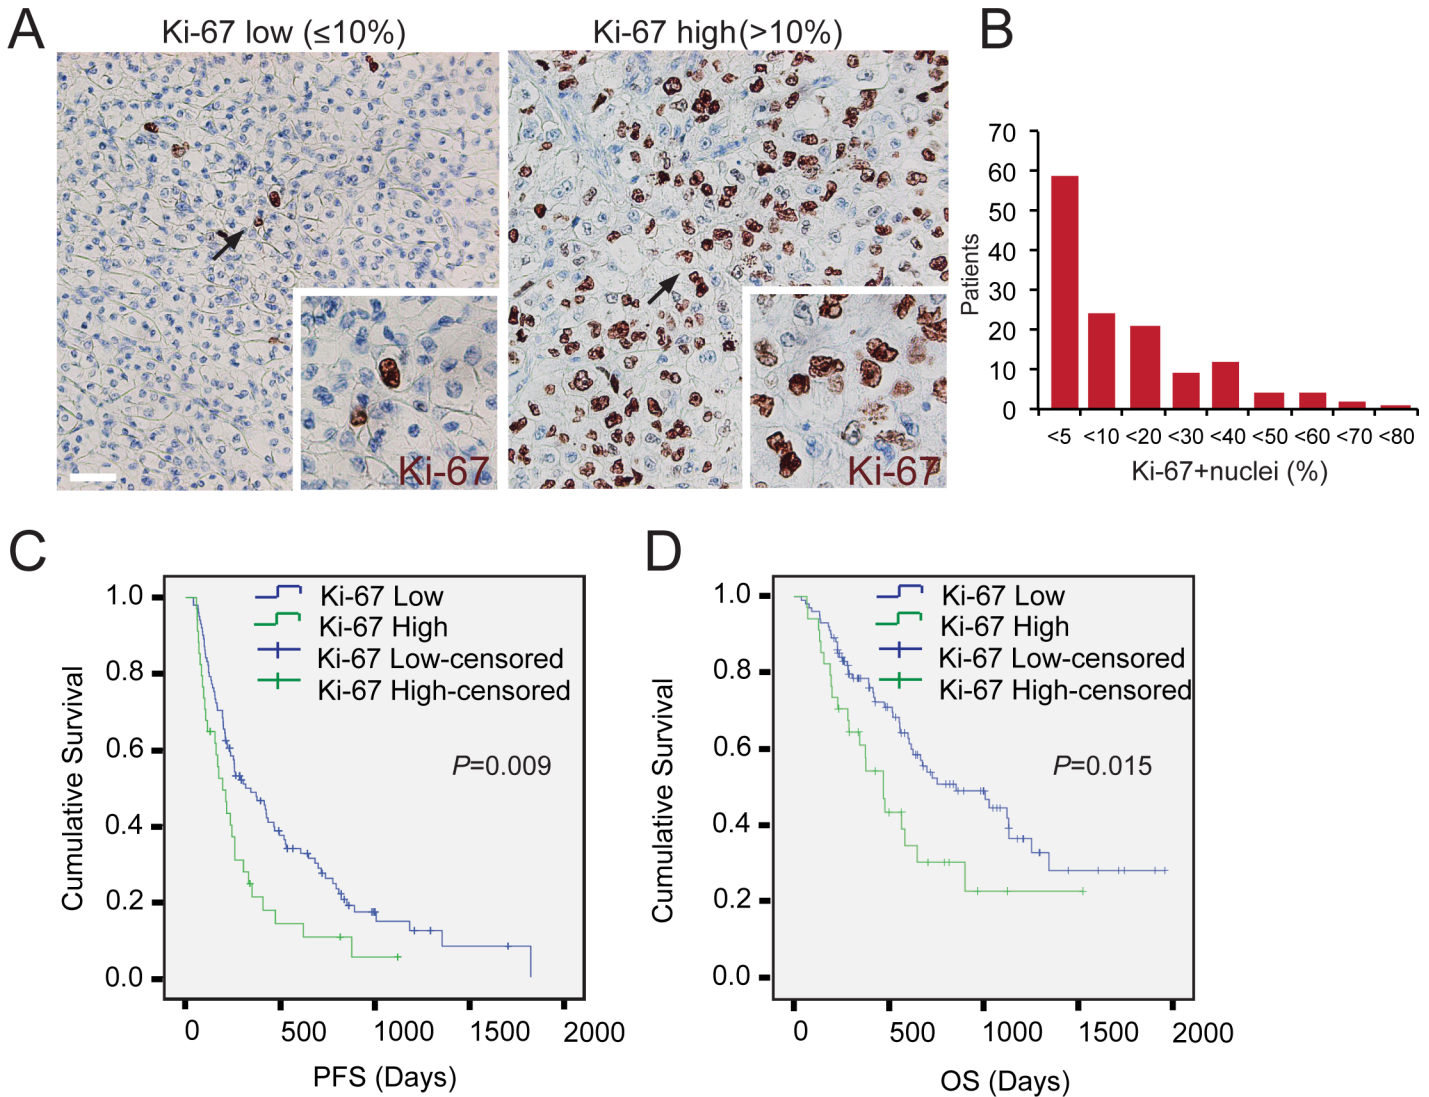 A
Ki-67 low (≤10%)
Ki-67 high (>10%)
Ki-67
Ki-67
B
70
60
50
40
30
20
10
0
Patients
<5 <10 <20 <30 <40 <50 <60 <70 <80
Ki-67+nuclei (%)
C
1.0
0.8
0.6
0.4
0.2
0.0
Cumulative Survival
Ki-67 Low
Ki-67 High
Ki-67 Low-censored
Ki-67 High-censored
P=0.009
0 500 1000 1500 2000
PFS (Days)
D
1.0
0.8
0.6
0.4
0.2
0.0
Cumulative Survival
Ki-67 Low
Ki-67 High
Ki-67 Low-censored
Ki-67 High-censored
P=0.015
0 500 1000 1500 2000
OS (Days)